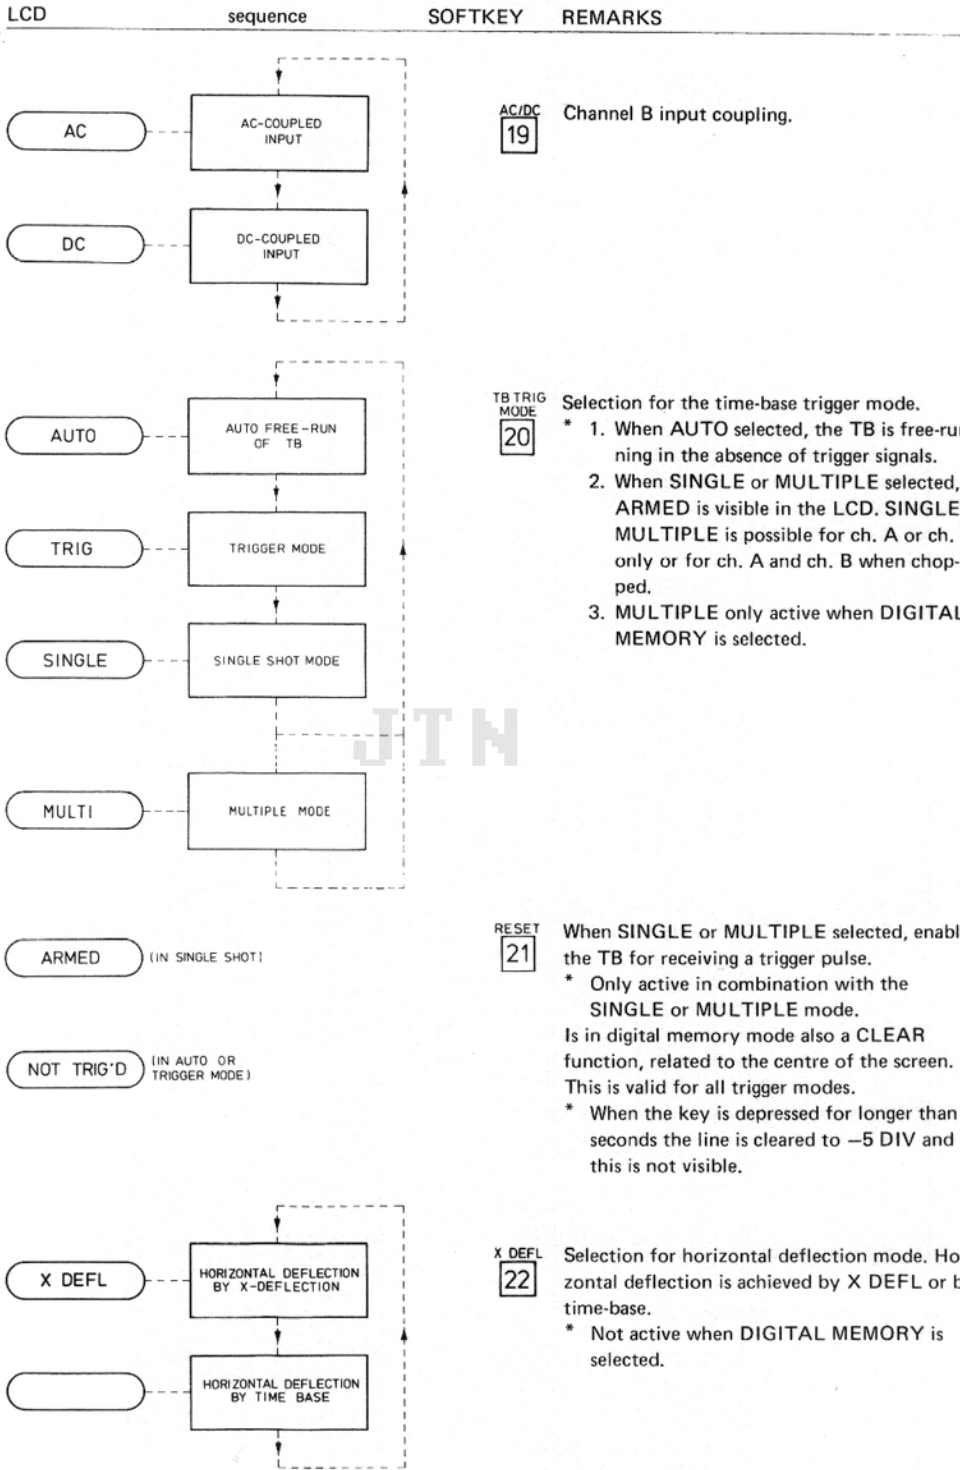 LCD sequence SOFTKEY REMARKS
AC
AC-COUPLED
INPUT
AC/DC
19
Channel B input coupling.
DC
DC-COUPLED
INPUT
AUTO
AUTO FREE-RUN
OF TB
TB TRIG
MODE
20
Selection for the time-base trigger mode.
* 1. When AUTO selected, the TB is free-run
ning in the absence of trigger signals.
2. When SINGLE or MULTIPLE selected,
ARMED is visible in the LCD. SINGLE
MULTIPLE is possible for ch. A or ch.
only or for ch. A and ch. B when chop-
ped.
3. MULTIPLE only active when DIGITAL
MEMORY is selected.
TRIG
TRIGGER MODE
SINGLE
SINGLE SHOT MODE
JTN
MULTI
MULTIPLE MODE
ARMED
(IN SINGLE SHOT)
RESET
21
When SINGLE or MULTIPLE selected, enabl
the TB for receiving a trigger pulse.
* Only active in combination with the
SINGLE or MULTIPLE mode.
Is in digital memory mode also a CLEAR
function, related to the centre of the screen.
This is valid for all trigger modes.
* When the key is depressed for longer than
seconds the line is cleared to −5 DIV and
this is not visible.
NOT TRIG'D
(IN AUTO OR
TRIGGER MODE)
X DEFL
HORIZONTAL DEFLECTION
BY X-DEFLECTION
X DEFL
22
Selection for horizontal deflection mode. Ho
zontal deflection is achieved by X DEFL or b
time-base.
* Not active when DIGITAL MEMORY is
selected.
HORIZONTAL DEFLECTION
BY TIME BASE